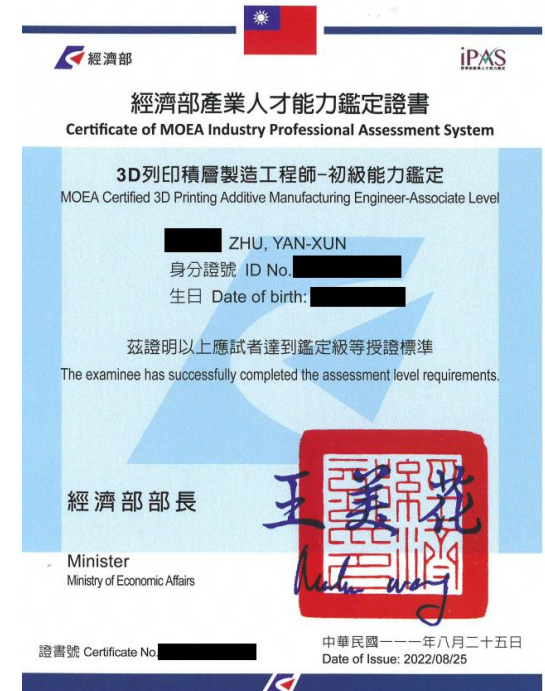 經濟部
iPAS
經濟部產業人才能力鑑定證書
Certificate of MOEA Industry Professional Assessment System
3D列印積層製造工程師-初級能力鑑定
MOEA Certified 3D Printing Additive Manufacturing Engineer-Associate Level
ZHU, YAN-XUN
身分證號 ID No.
生日 Date of birth:
茲證明以上應試者達到鑑定級等授證標準
The examinee has successfully completed the assessment level requirements.
經濟部部長 王美花
Minister
Ministry of Economic Affairs
證書號 Certificate No.
中華民國一一一年八月二十五日
Date of Issue: 2022/08/25